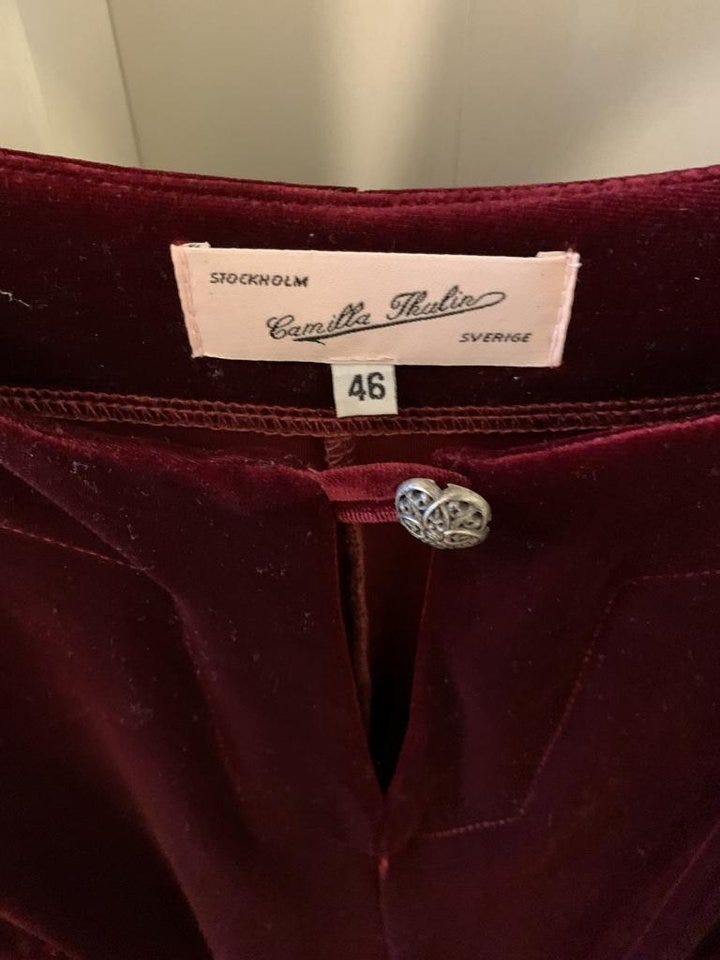 STOCKHOLM
Camilla Thulin
SVERIGE
46